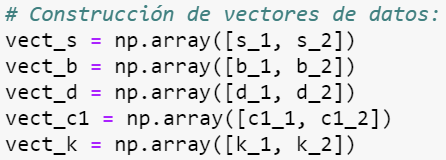 # Construcción de vectores de datos:
vect_s = np.array([s_1, s_2])
vect_b = np.array([b_1, b_2])
vect_d = np.array([d_1, d_2])
vect_c1 = np.array([c1_1, c1_2])
vect_k = np.array([k_1, k_2])